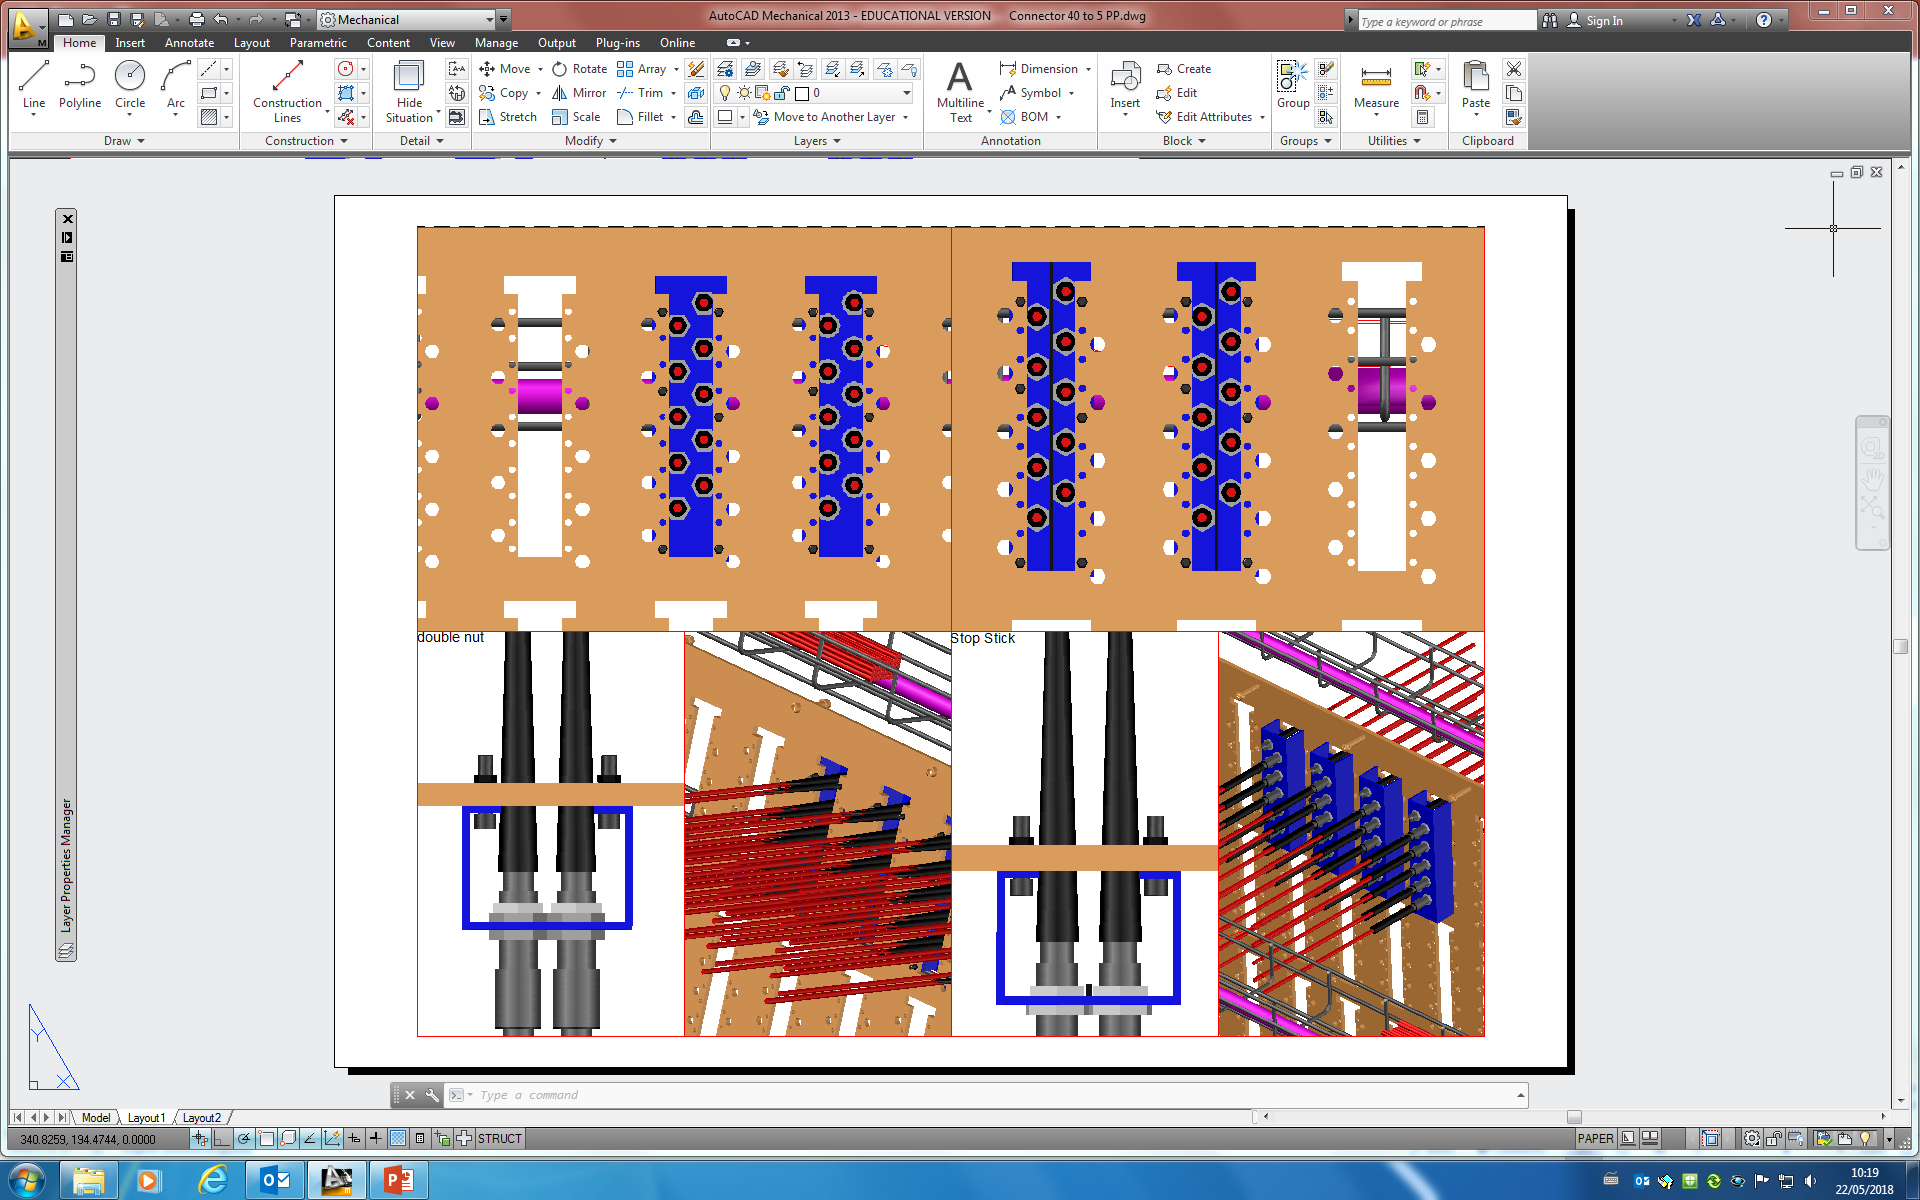 Mechanical
AutoCAD Mechanical 2013 - EDUCATIONAL VERSION Connector 40 to 5 PP.dwg
Type a keyword or phrase
Sign In
Home Insert Annotate Layout Parametric Content View Manage Output Plug-ins Online
Line Polyline Circle Arc
Construction Lines
Hide Situation
Move Rotate Array
Copy Mirror Trim
Stretch Scale Fillet
0
Move to Another Layer
Multiline Text
Dimension
Symbol
BOM
Insert
Create
Edit
Edit Attributes
Group
Measure
Paste
Draw Construction Detail Modify Layers Annotation Block Groups Utilities Clipboard
Layer Properties Manager
double nut
Stop Stick
Y
X
Type a command
Model Layout1 Layout2
340.8259, 194.4744, 0.0000
STRUCT
PAPER
10:19
22/05/2018